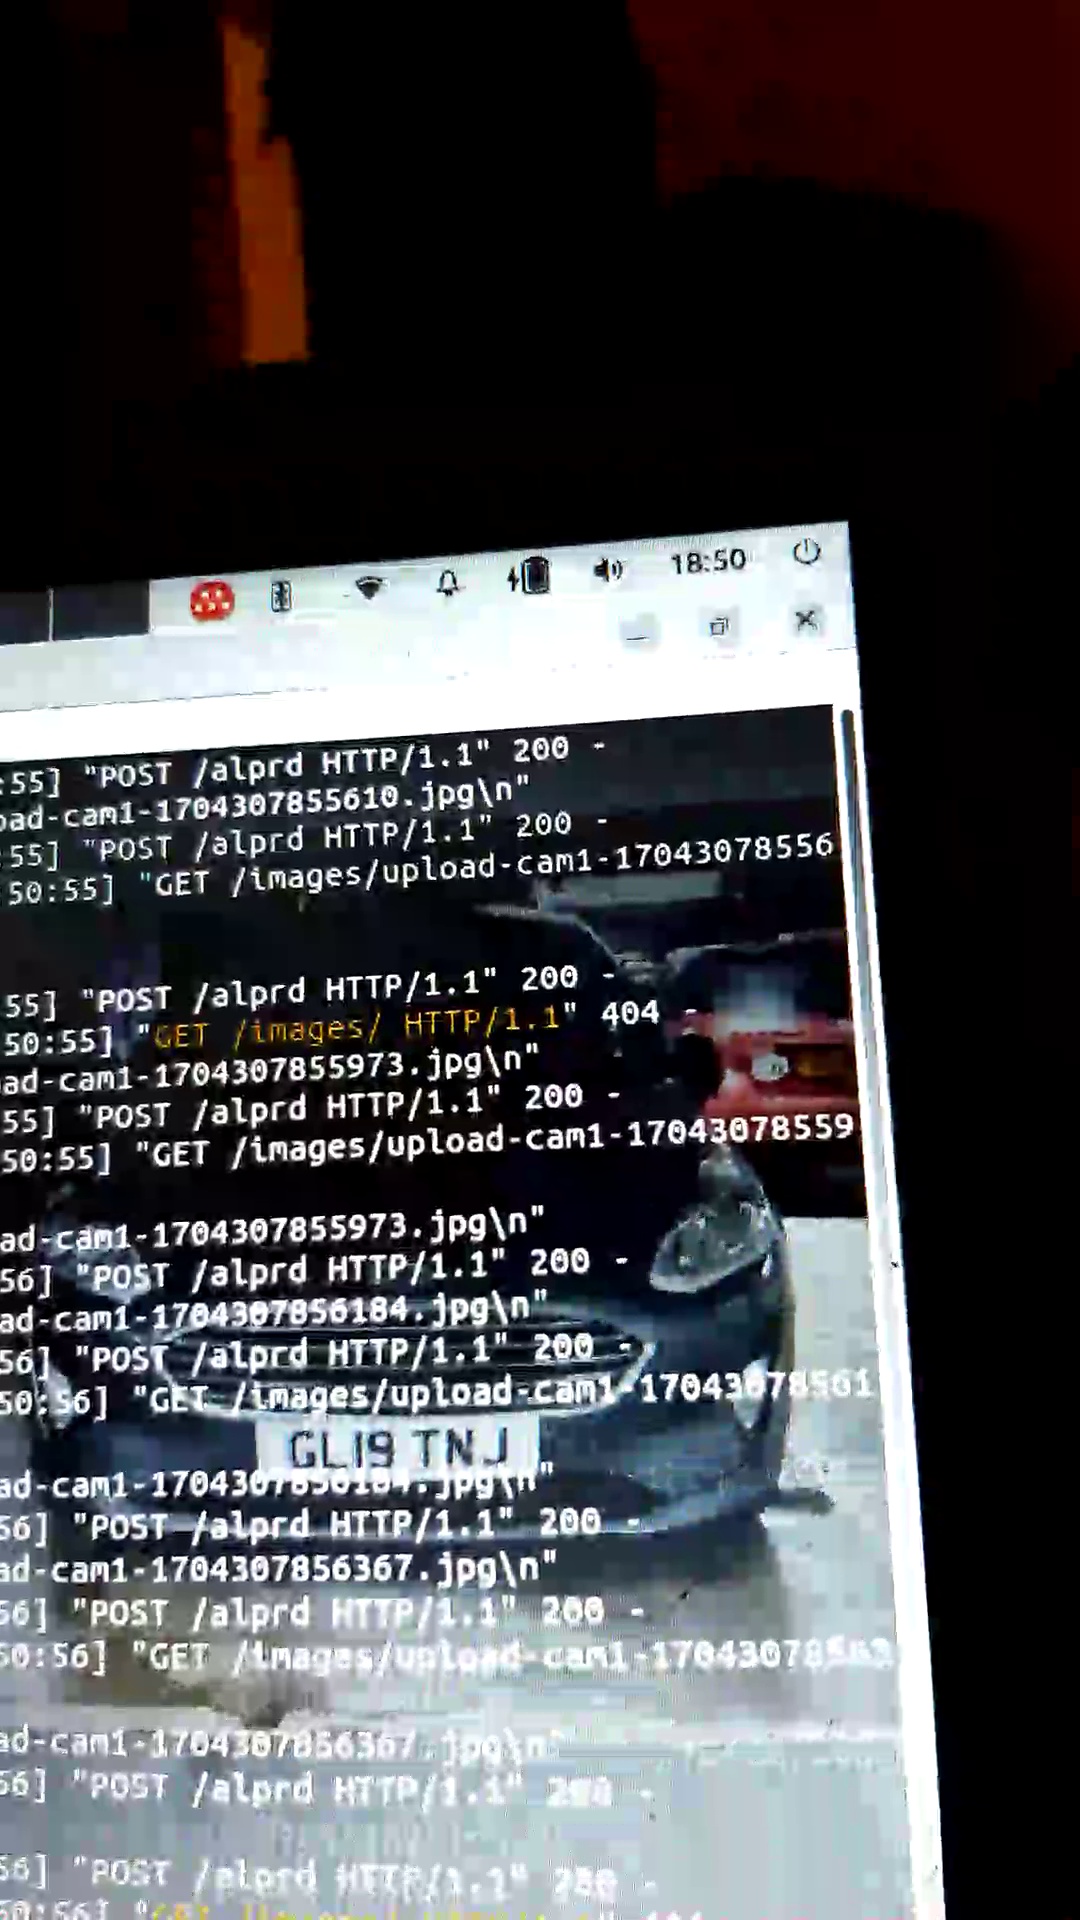 18:50
:55] "POST /alprd HTTP/1.1" 200 -
oad-cam1-1704307855610.jpg\n"
:55] "POST /alprd HTTP/1.1" 200 -
50:55] "GET /images/upload-cam1-17043078556
55] "POST /alprd HTTP/1.1" 200 -
50:55] "GET /images/ HTTP/1.1" 404 -
ad-cam1-1704307855973.jpg\n"
55] "POST /alprd HTTP/1.1" 200 -
50:55] "GET /images/upload-cam1-17043078559
ad-cam1-1704307855973.jpg\n"
56] "POST /alprd HTTP/1.1" 200 -
ad-cam1-1704307856184.jpg\n"
56] "POST /alprd HTTP/1.1" 200 -
50:56] "GET /images/upload-cam1-17043078561
GL19 TNJ
ad-cam1-1704307856184.jpg\n"
56] "POST /alprd HTTP/1.1" 200 -
ad-cam1-1704307856367.jpg\n"
56] "POST /alprd HTTP/1.1" 200 -
50:56] "GET /images/upload-cam1-17043078563
ad-cam1-1704307856367.jpg\n"
56] "POST /alprd HTTP/1.1" 200 -
56] "POST /alprd HTTP/1.1" 200 -